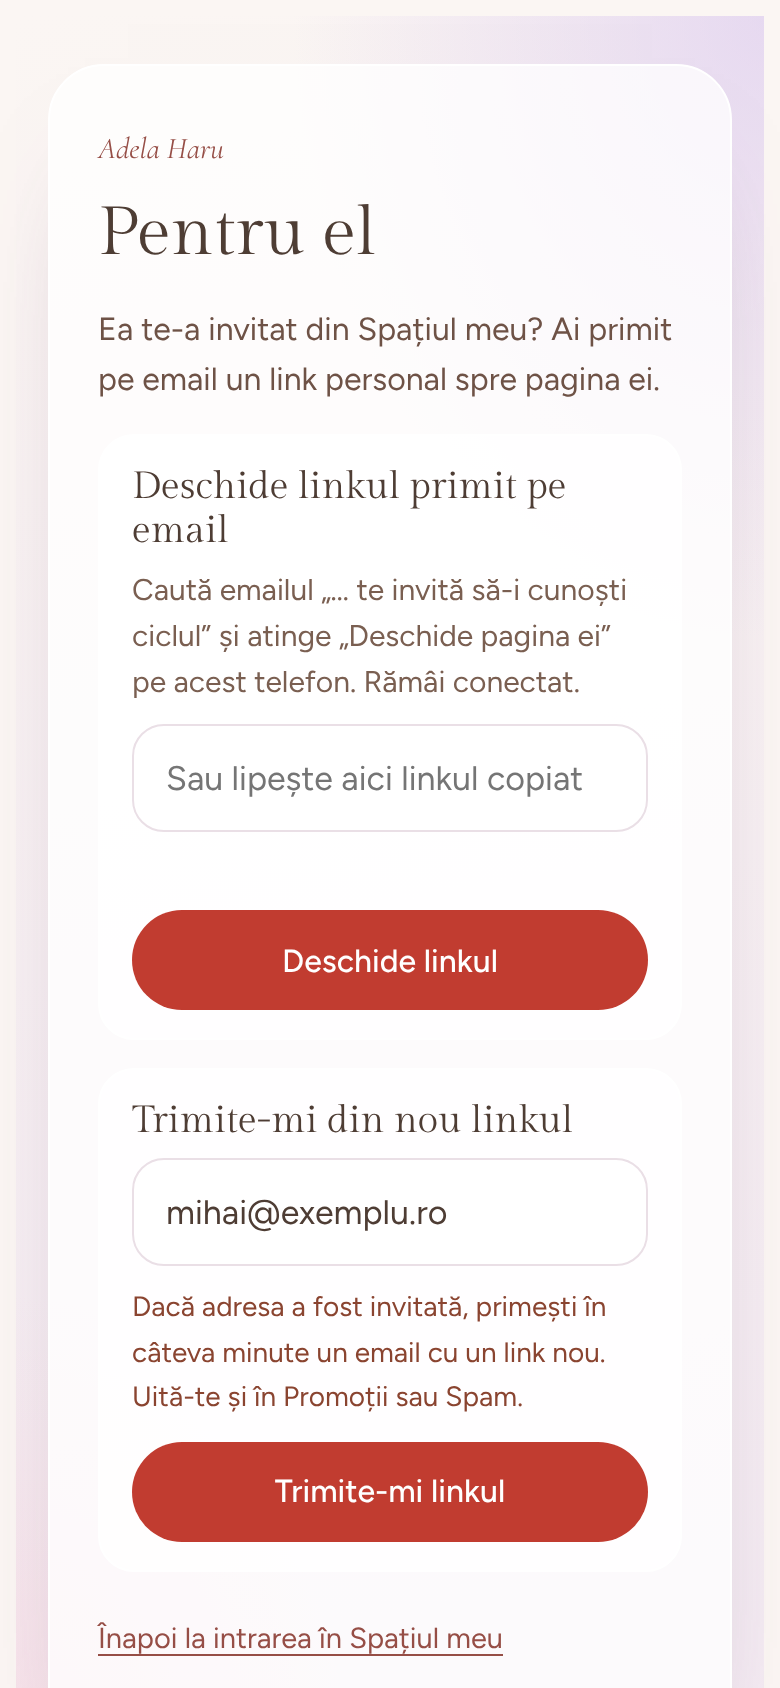 Adela Haru
Pentru el
Ea te-a invitat din Spațiul meu? Ai primit
pe email un link personal spre pagina ei.
Deschide linkul primit pe
email
Caută emailul „... te invită să-i cunoști
ciclul” și atinge „Deschide pagina ei”
pe acest telefon. Rămâi conectat.
Sau lipește aici linkul copiat
Deschide linkul
Trimite-mi din nou linkul
mihai@exemplu.ro
Dacă adresa a fost invitată, primești în
câteva minute un email cu un link nou.
Uită-te și în Promoții sau Spam.
Trimite-mi linkul
Înapoi la intrarea în Spațiul meu